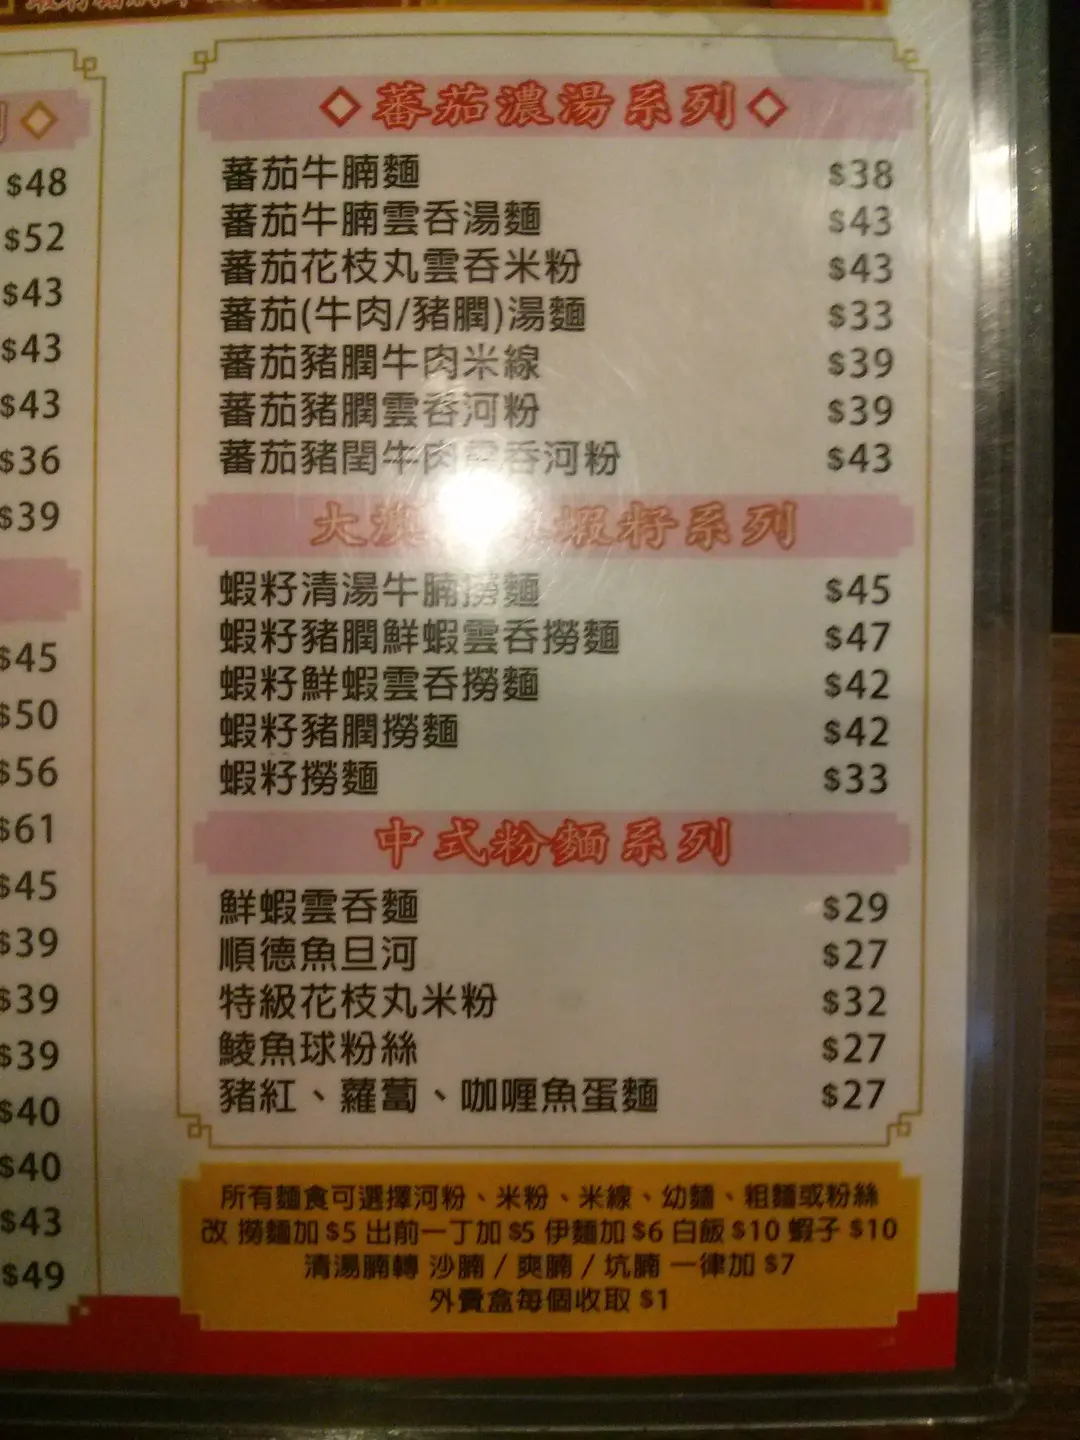 $48
$52
$43
$43
$43
$36
$39
$45
$50
$56
$61
$45
$39
$39
$39
$40
$40
$43
$49
蕃茄濃湯系列
蕃茄牛腩麵 $38
蕃茄牛腩雲吞湯麵 $43
蕃茄花枝丸雲吞米粉 $43
蕃茄(牛肉/豬膶)湯麵 $33
蕃茄豬膶牛肉米線 $39
蕃茄豬膶雲吞河粉 $39
蕃茄豬閏牛肉雲吞河粉 $43
大澳 蝦籽系列
蝦籽清湯牛腩撈麵 $45
蝦籽豬膶鮮蝦雲吞撈麵 $47
蝦籽鮮蝦雲吞撈麵 $42
蝦籽豬膶撈麵 $42
蝦籽撈麵 $33
中式粉麵系列
鮮蝦雲吞麵 $29
順德魚旦河 $27
特級花枝丸米粉 $32
鯪魚球粉絲 $27
豬紅、蘿蔔、咖喱魚蛋麵 $27
所有麵食可選擇河粉、米粉、米線、幼麵、粗麵或粉絲
改 撈麵加 $5 出前一丁加 $5 伊麵加 $6 白飯 $10 蝦子 $10
清湯腩轉 沙腩 / 爽腩 / 坑腩 一律加 $7
外賣盒每個收取 $1